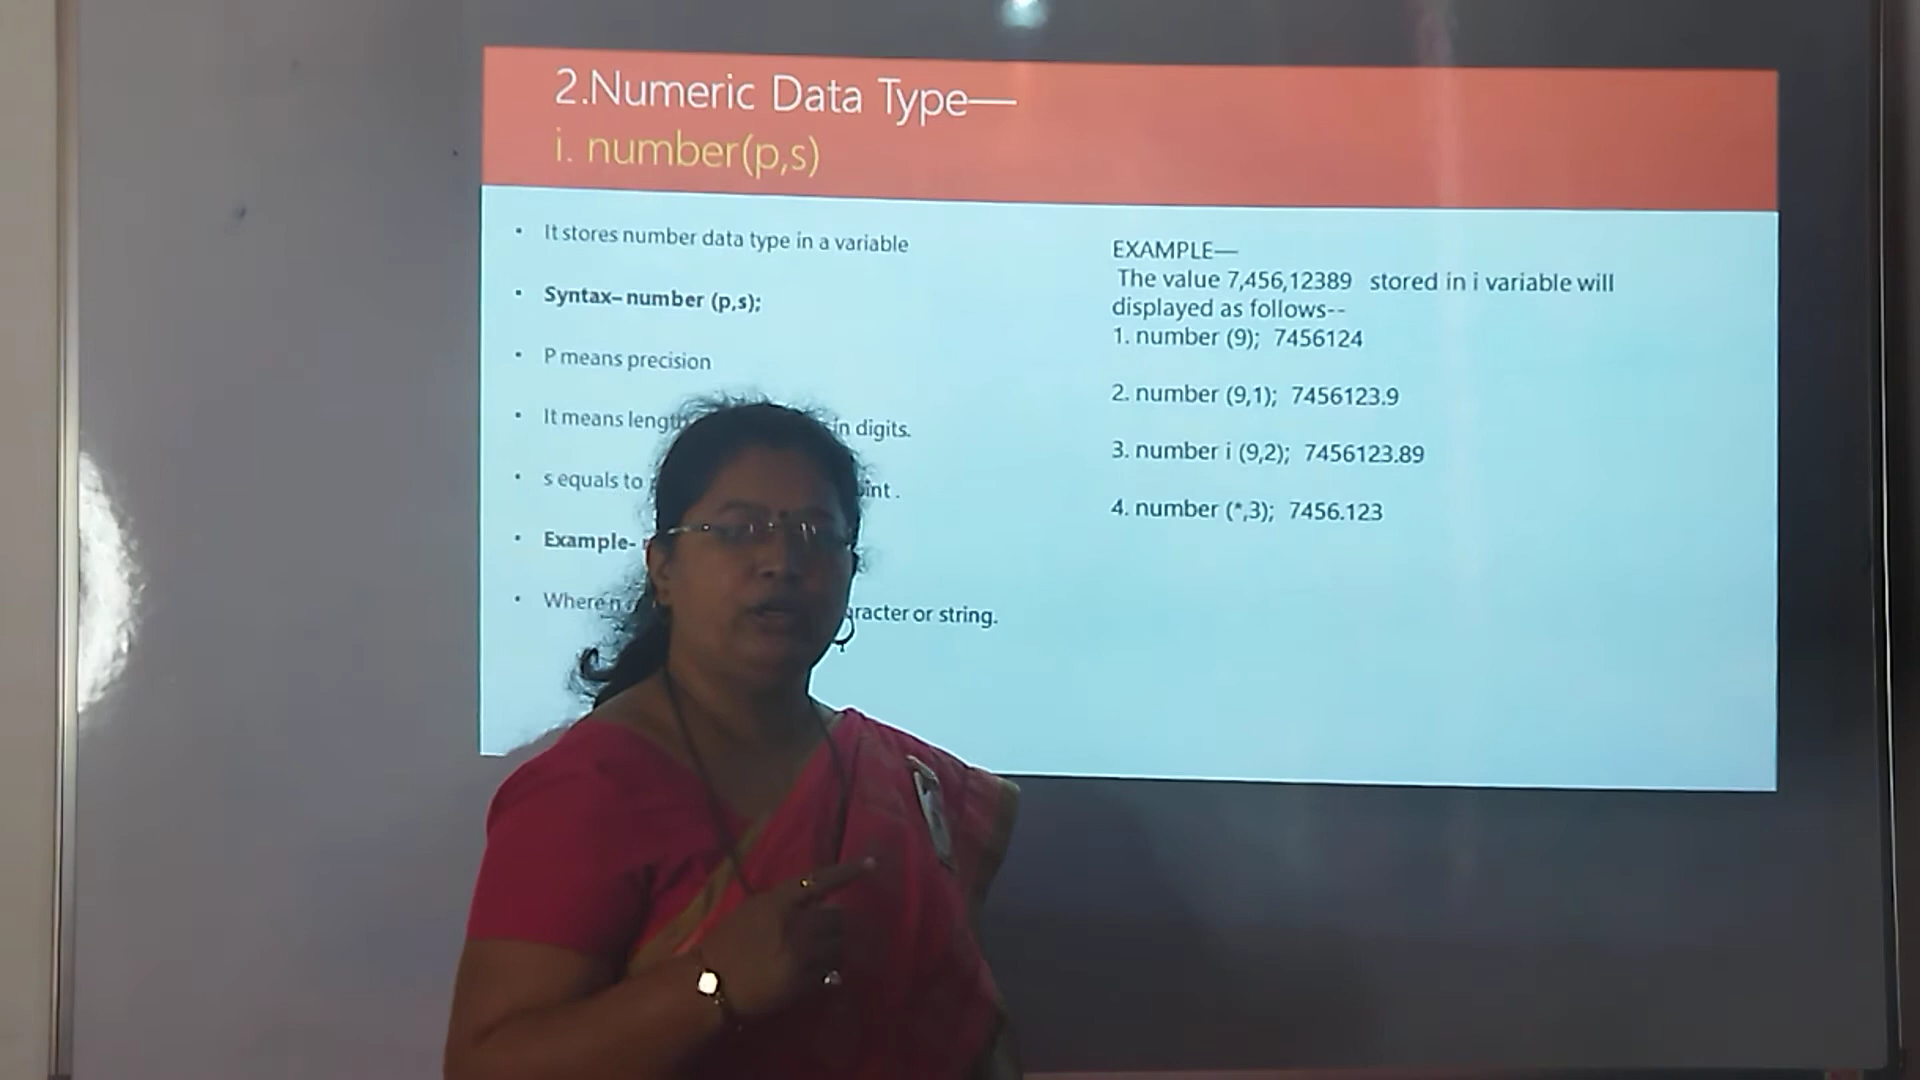 2.Numeric Data Type—
i. number(p,s)
• It stores number data type in a variable
• Syntax– number (p,s);
• P means precision
• It means in digits.
• s equals to
• Example-
• Where or string.
EXAMPLE—
The value 7,456,12389 stored in i variable will
displayed as follows--
1. number (9); 7456124
2. number (9,1); 7456123.9
3. number i (9,2); 7456123.89
4. number (*,3); 7456.123